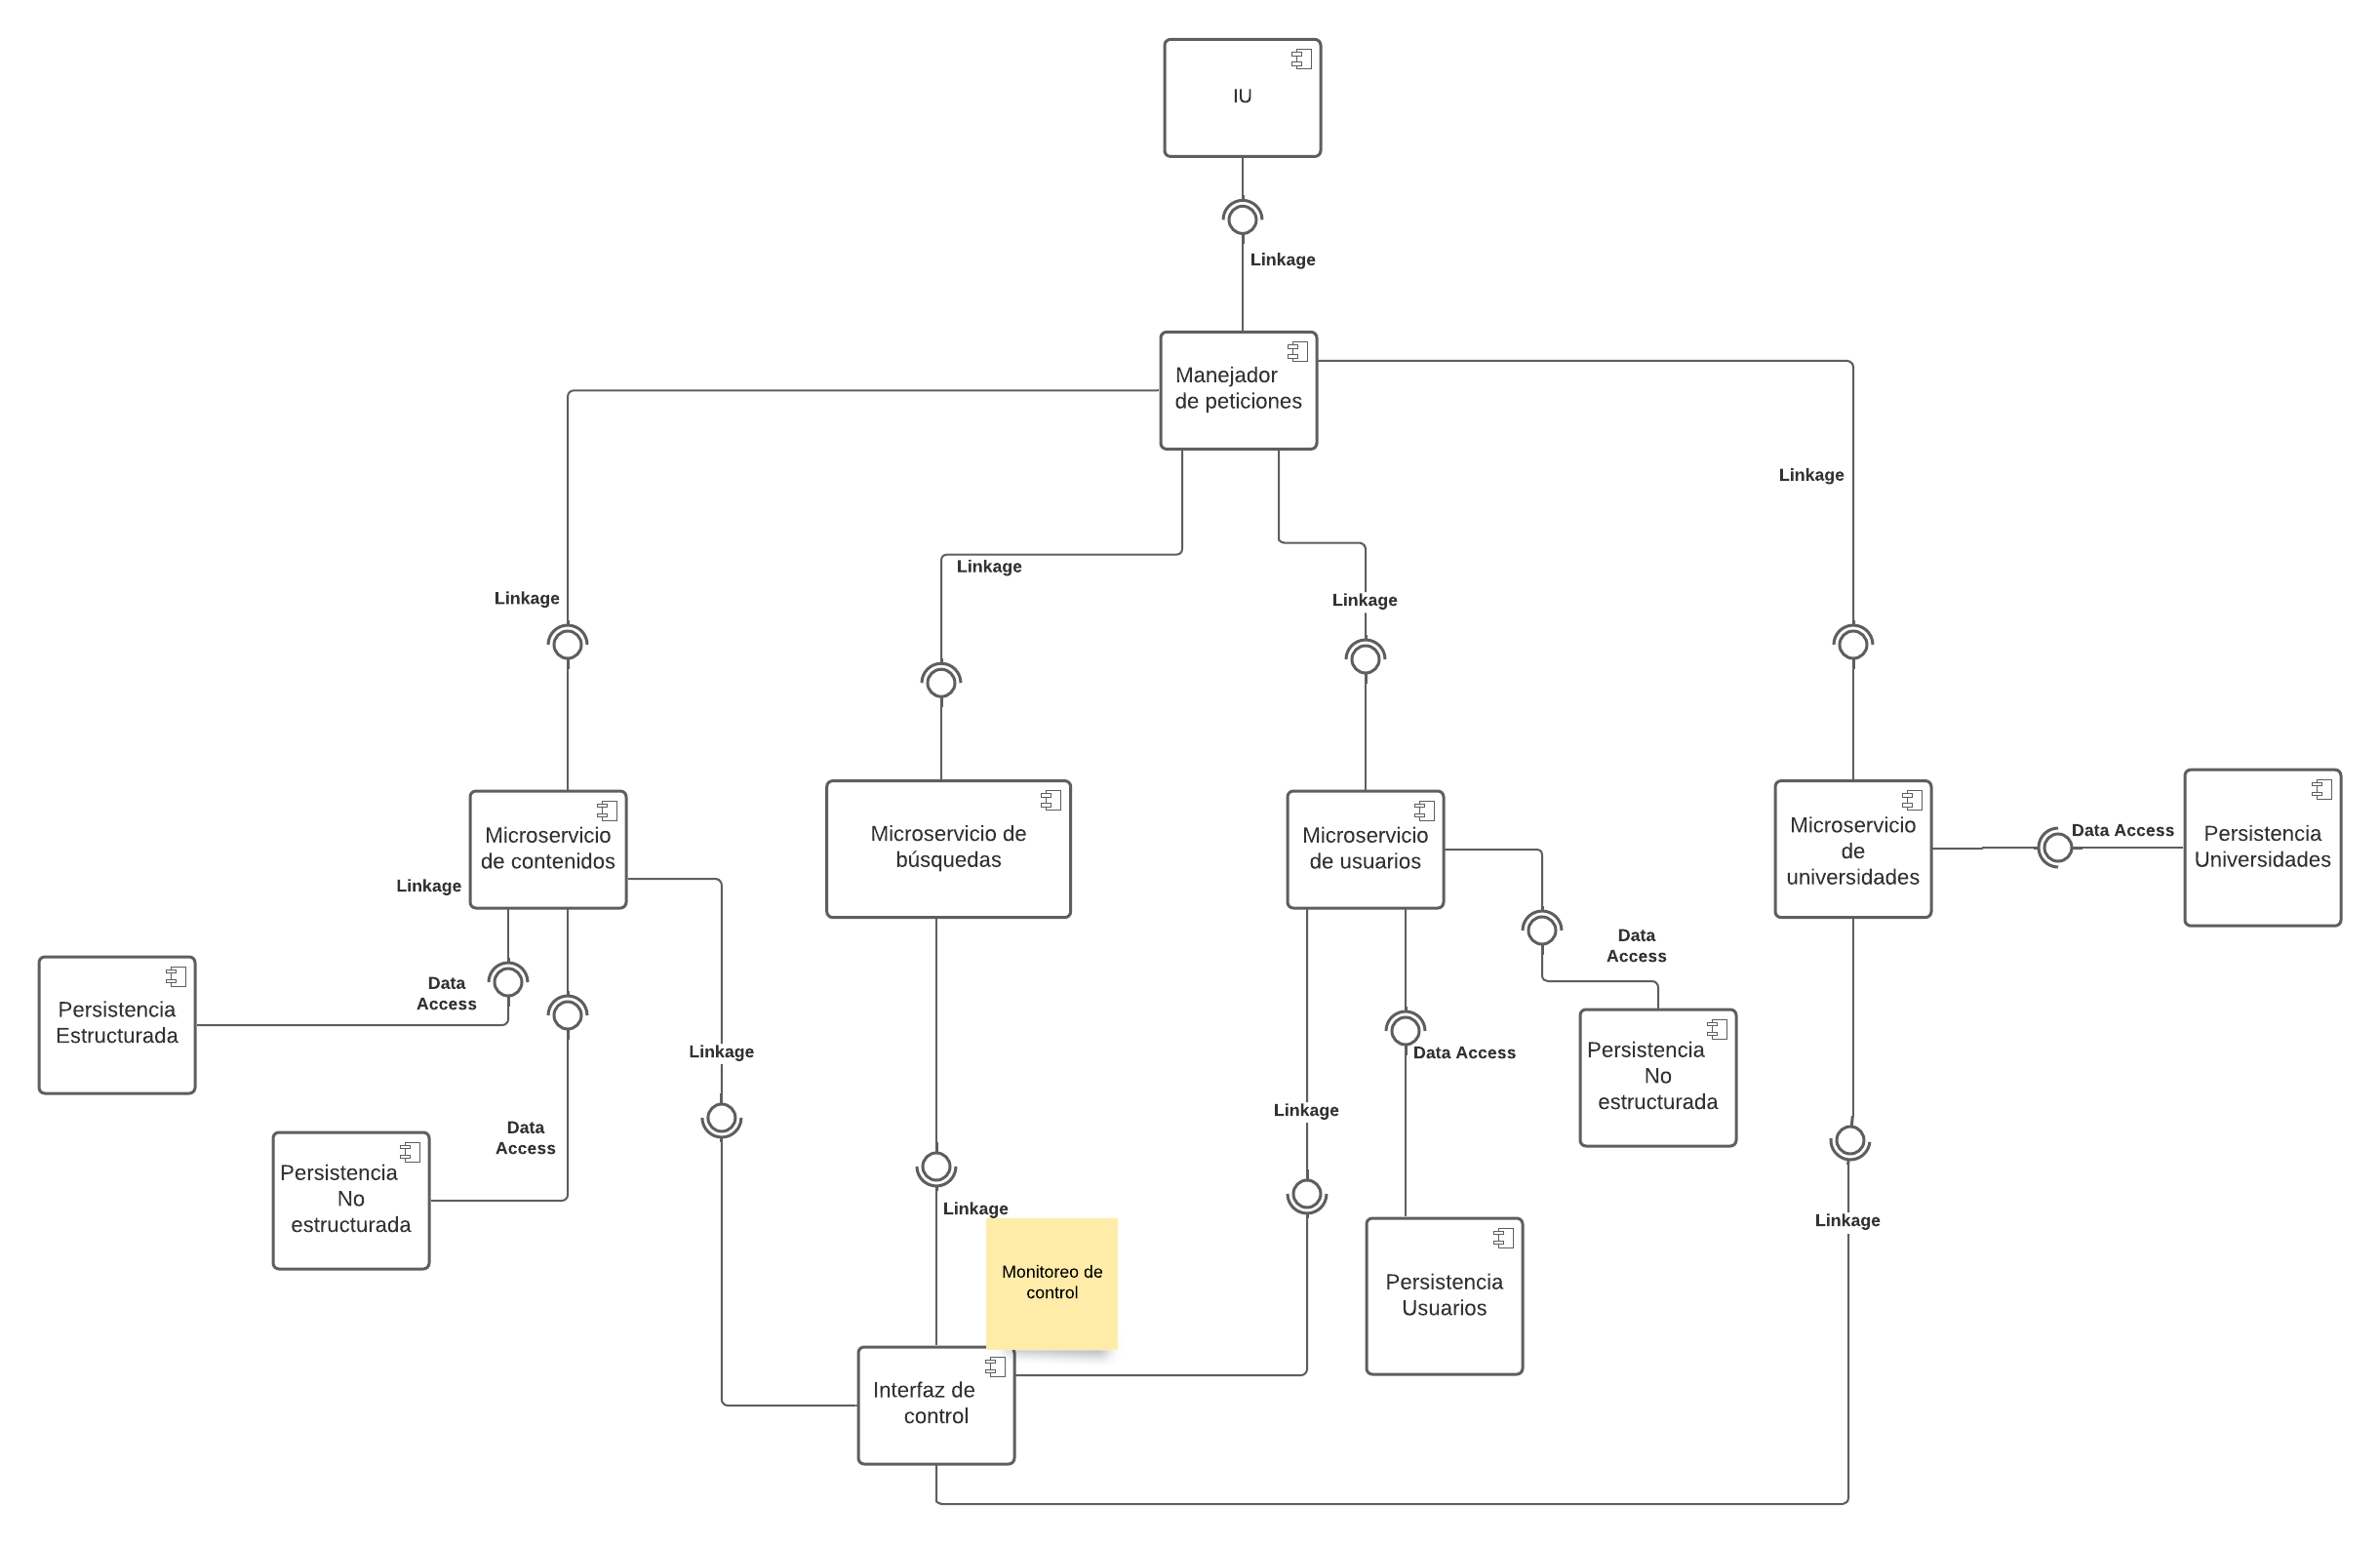 IU
Linkage
Manejador
de peticiones
Linkage
Linkage
Linkage
Linkage
Microservicio
de contenidos
Microservicio de
búsquedas
Microservicio
de usuarios
Microservicio
de
universidades
Data Access
Persistencia
Universidades
Linkage
Data
Access
Persistencia
Estructurada
Data
Access
Persistencia
No
estructurada
Linkage
Data Access
Data
Access
Persistencia
No
estructurada
Linkage
Linkage
Linkage
Monitoreo de
control
Persistencia
Usuarios
Interfaz de
control